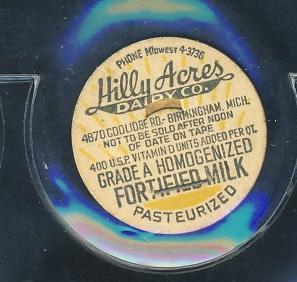 PHONE MIDWEST 4-3736
Hilly Acres
DAIRY CO.
4870 COOLIDGE RD.- BIRMINGHAM, MICH.
NOT TO BE SOLD AFTER NOON
OF DATE ON TAPE
400 U.S.P. VITAMIN D UNITS ADDED PER QT.
GRADE A HOMOGENIZED
FORTIFIED MILK
PASTEURIZED